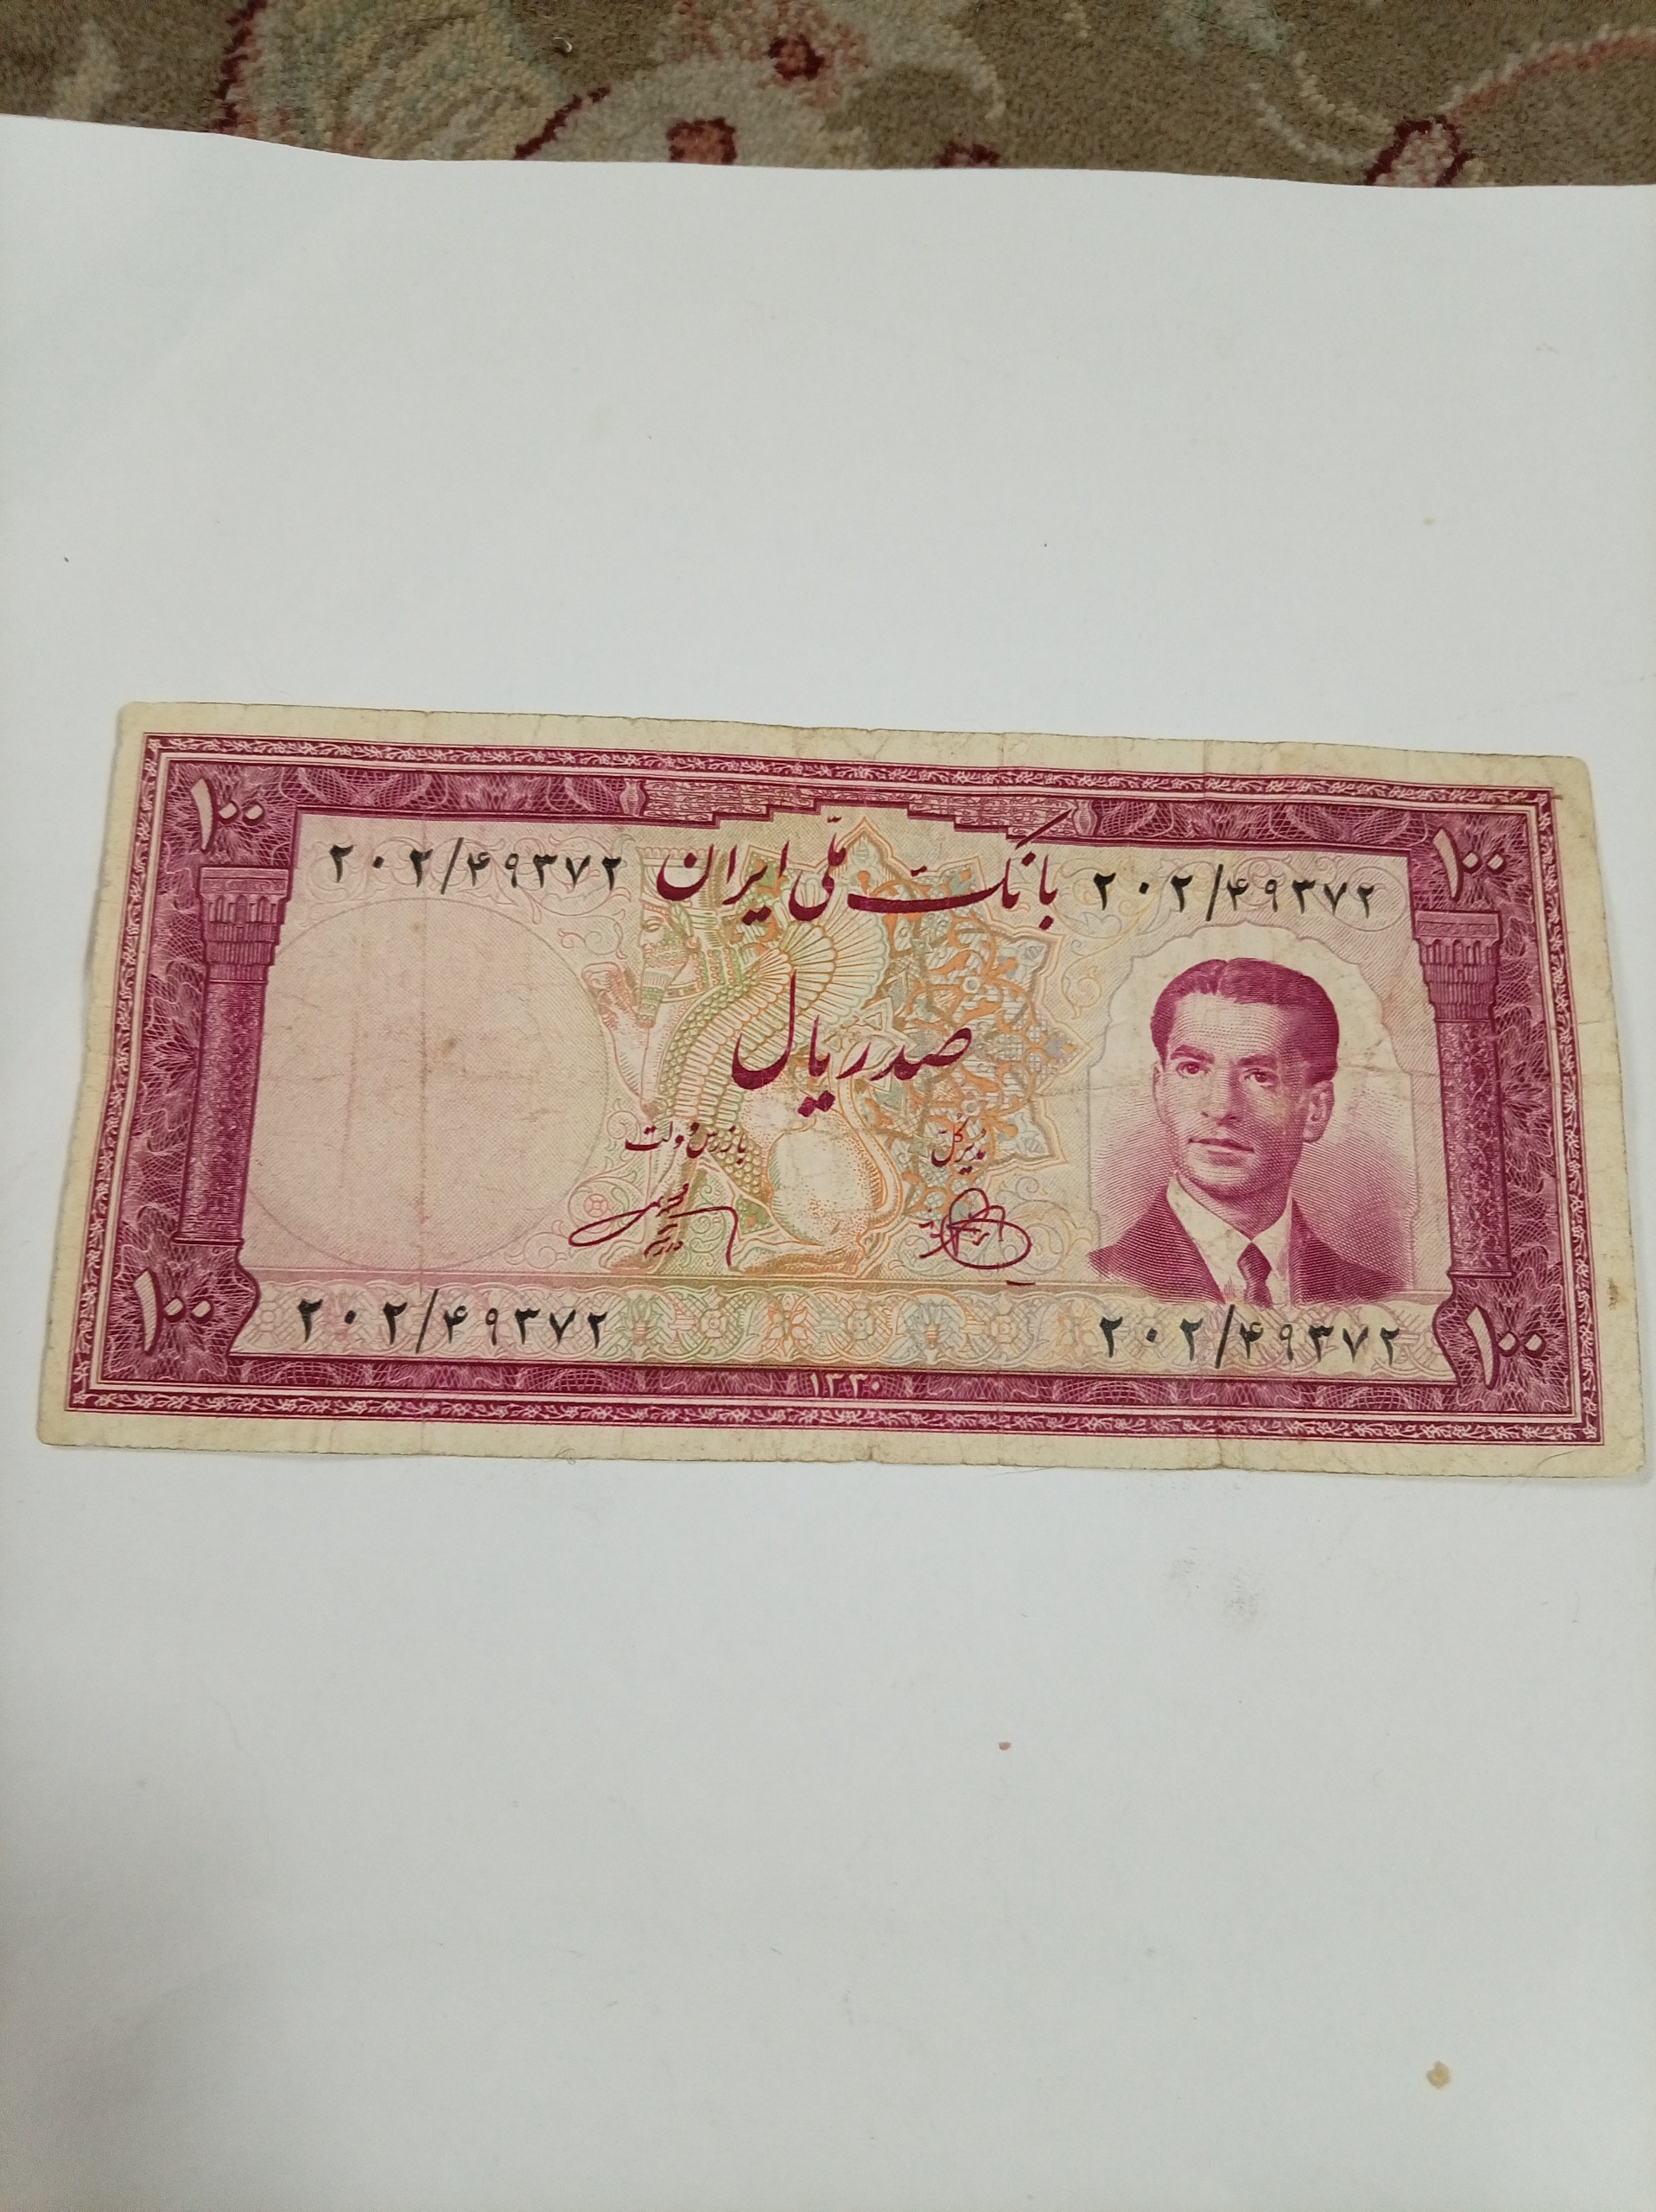 ۱۰۰ ۱۰۰
۲۰۲/۴۹۳۷۲ بانک ملّی ایران ۲۰۲/۴۹۳۷۲
صد ریال
مدیر کل بازرس دولت
۲۰۲/۴۹۳۷۲ ۲۰۲/۴۹۳۷۲
۱۰۰ ۱۰۰
۱۳۳۰